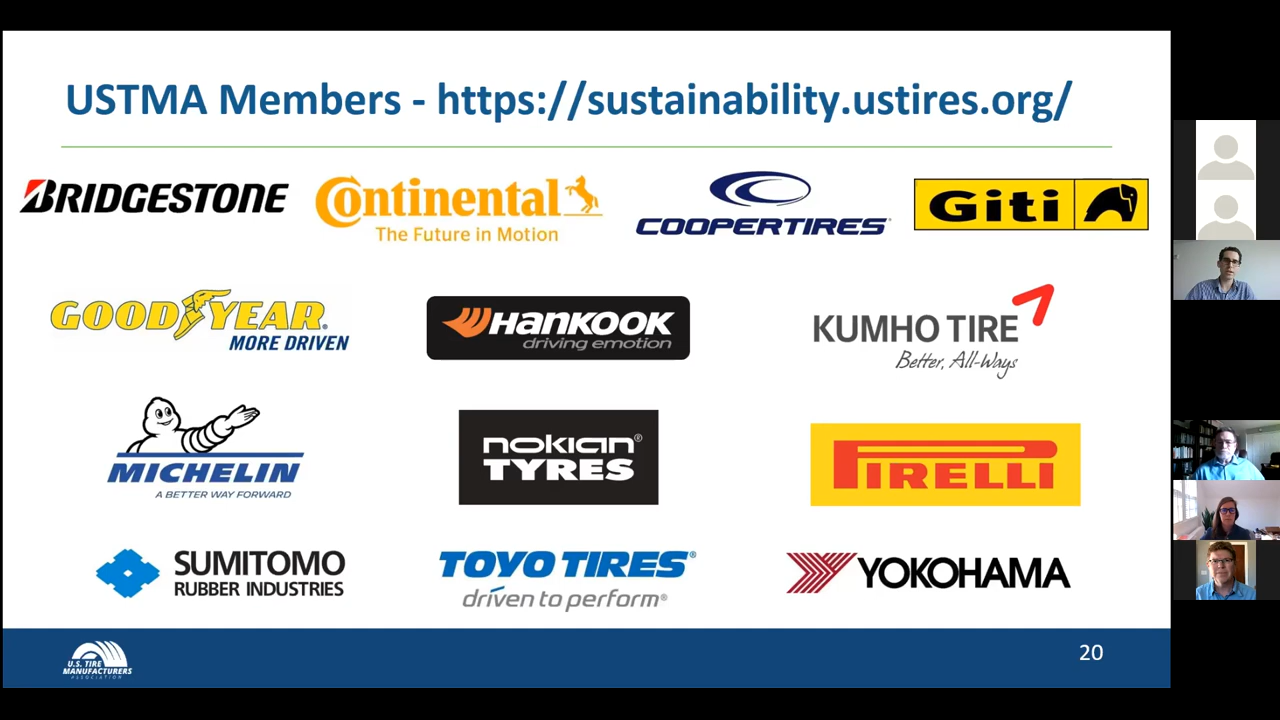 USTMA Members - https://sustainability.ustires.org/
BRIDGESTONE
Continental
The Future in Motion
COOPERTIRES®
Giti
GOODYEAR®
MORE DRIVEN
HANKOOK
driving emotion
KUMHO TIRE
Better, All-Ways
MICHELIN
A BETTER WAY FORWARD
nokian®
TYRES
PIRELLI
SUMITOMO
RUBBER INDUSTRIES
TOYO TIRES®
driven to perform®
YOKOHAMA
U.S. TIRE
MANUFACTURERS
ASSOCIATION
20